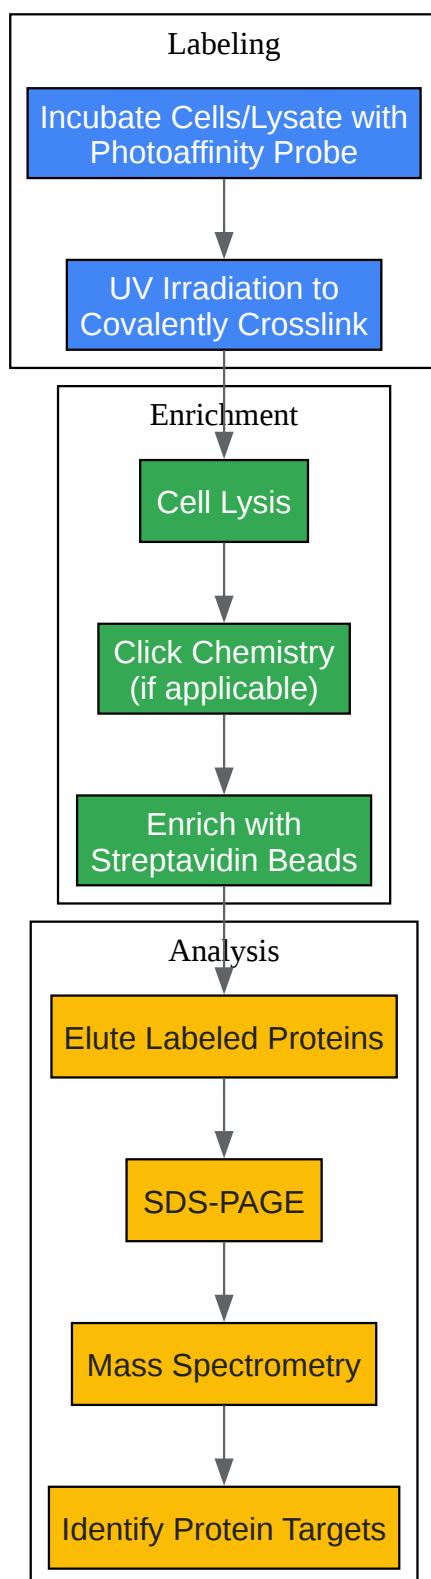 Labeling
Incubate Cells/Lysate with
Photoaffinity Probe
UV Irradiation to
Covalently Crosslink
Enrichment
Cell Lysis
Click Chemistry
(if applicable)
Enrich with
Streptavidin Beads
Analysis
Elute Labeled Proteins
SDS-PAGE
Mass Spectrometry
Identify Protein Targets